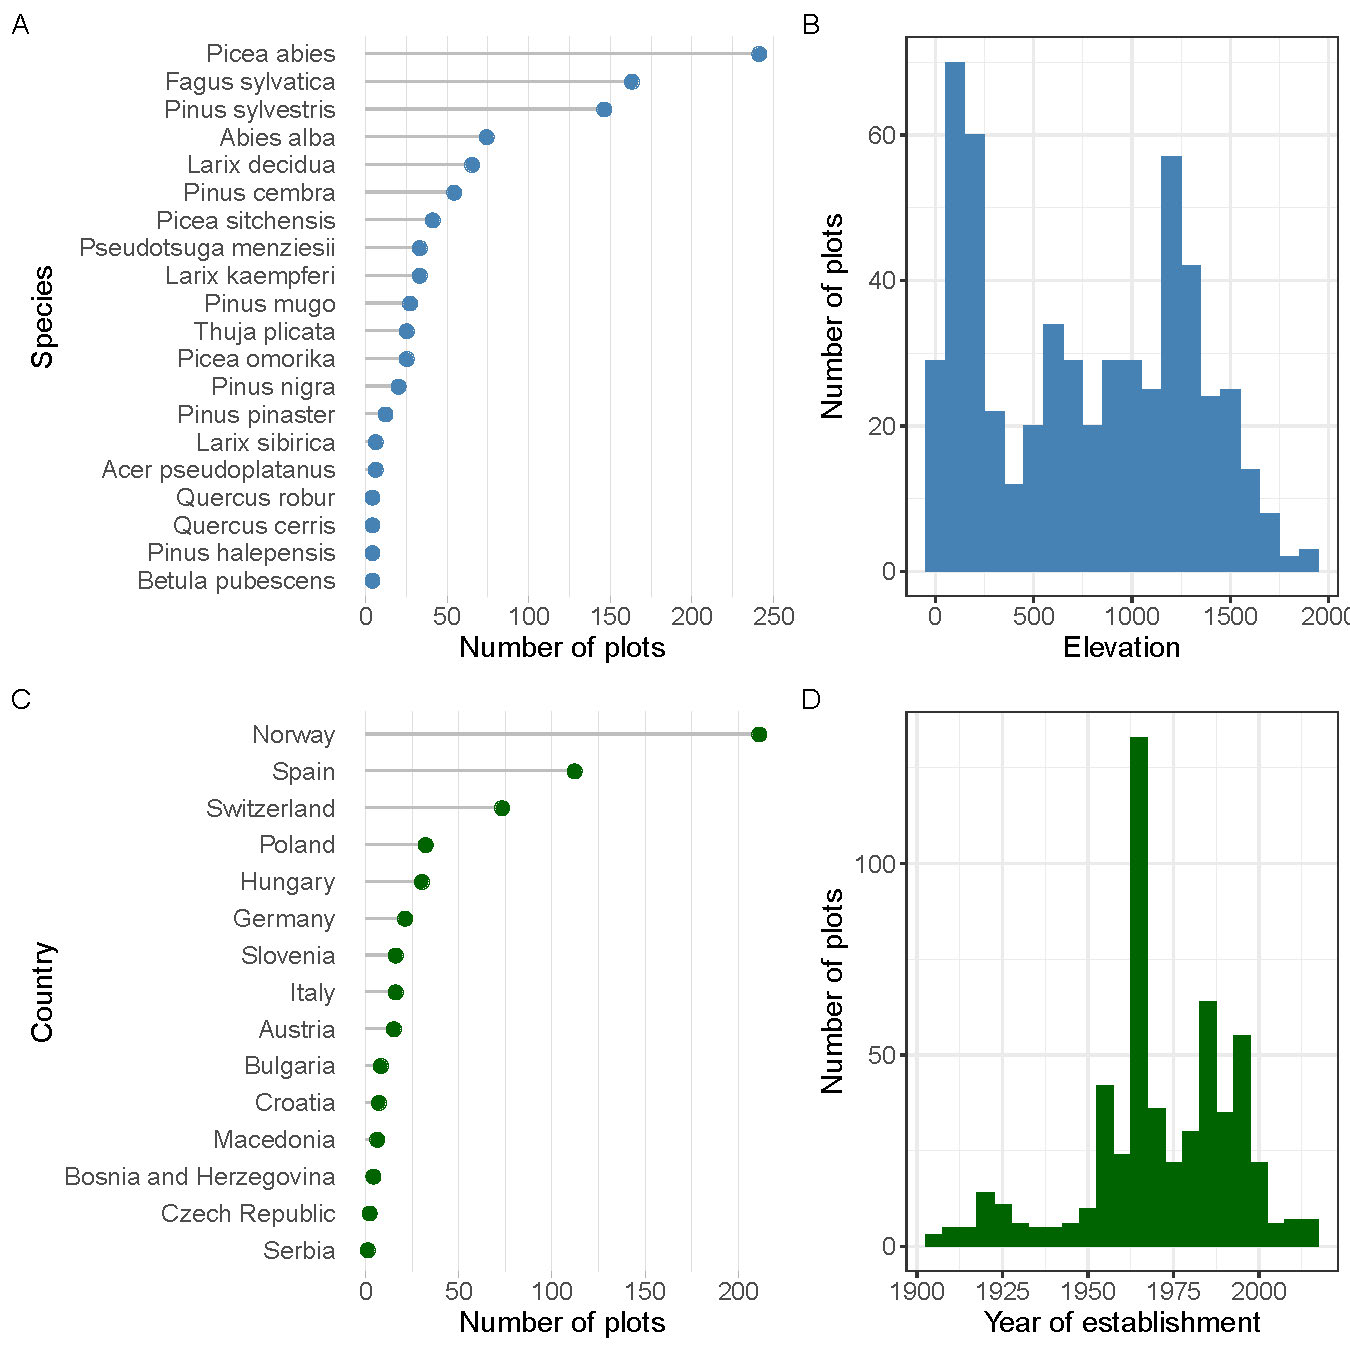 A
Species
Picea abies
Fagus sylvatica
Pinus sylvestris
Abies alba
Larix decidua
Pinus cembra
Picea sitchensis
Pseudotsuga menziesii
Larix kaempferi
Pinus mugo
Thuja plicata
Picea omorika
Pinus nigra
Pinus pinaster
Larix sibirica
Acer pseudoplatanus
Quercus robur
Quercus cerris
Pinus halepensis
Betula pubescens
0 50 100 150 200 250
Number of plots
B
Number of plots
60
40
20
0
0 500 1000 1500 2000
Elevation
C
Country
Norway
Spain
Switzerland
Poland
Hungary
Germany
Slovenia
Italy
Austria
Bulgaria
Croatia
Macedonia
Bosnia and Herzegovina
Czech Republic
Serbia
0 50 100 150 200
Number of plots
D
Number of plots
100
50
0
1900 1925 1950 1975 2000
Year of establishment